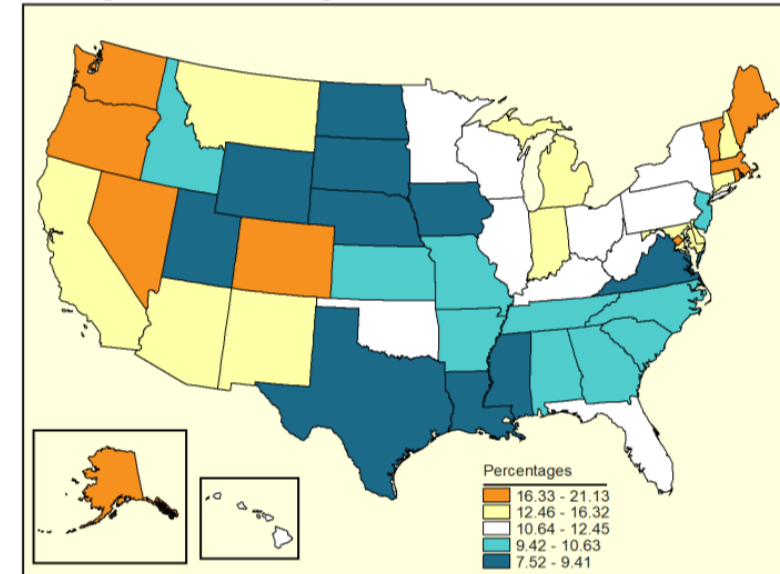 Percentages
16.33 - 21.13
12.46 - 16.32
10.64 - 12.45
9.42 - 10.63
7.52 - 9.41